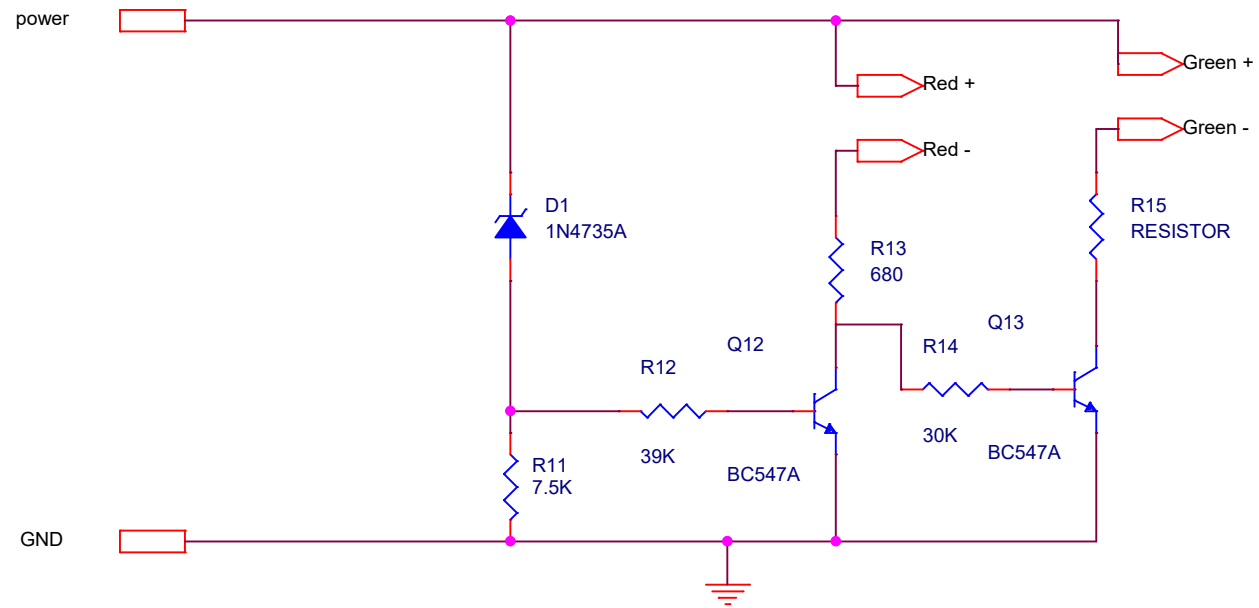 power
Green +
Red +
Green -
Red -
D1
1N4735A
R15
RESISTOR
R13
680
Q13
Q12
R14
R12
30K
39K
BC547A
R11
BC547A
7.5K
GND